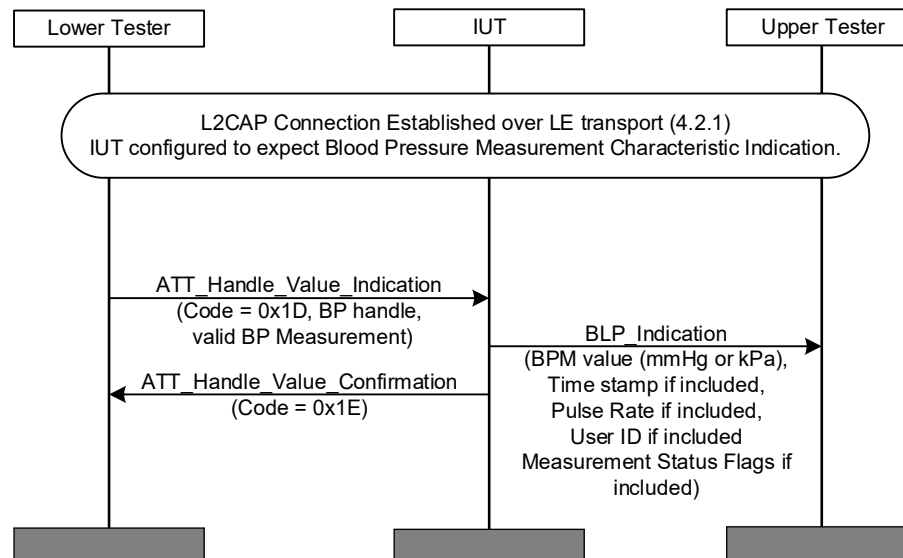 Lower Tester
IUT
Upper Tester
L2CAP Connection Established over LE transport (4.2.1)
IUT configured to expect Blood Pressure Measurement Characteristic Indication.
ATT_Handle_Value_Indication
(Code = 0x1D, BP handle,
valid BP Measurement)
BLP_Indication
(BPM value (mmHg or kPa),
Time stamp if included,
Pulse Rate if included,
User ID if included
Measurement Status Flags if
included)
ATT_Handle_Value_Confirmation
(Code = 0x1E)